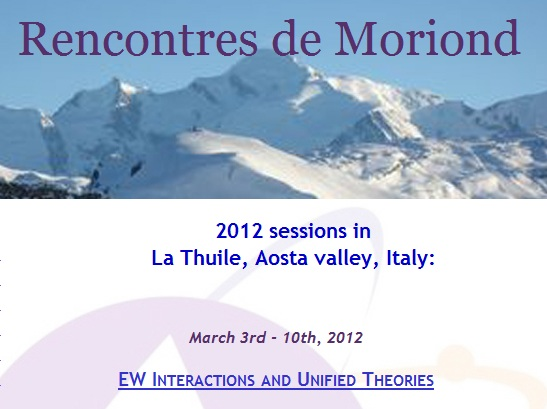 Rencontres de Moriond
2012 sessions in
La Thuile, Aosta valley, Italy:
March 3rd - 10th, 2012
EW Interactions and Unified Theories